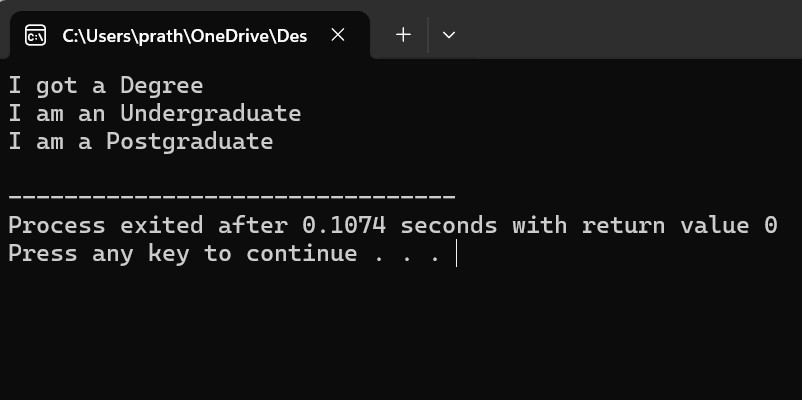 C:\Users\prath\OneDrive\Des
I got a Degree
I am an Undergraduate
I am a Postgraduate
--------------------------------
Process exited after 0.1074 seconds with return value 0
Press any key to continue . . .